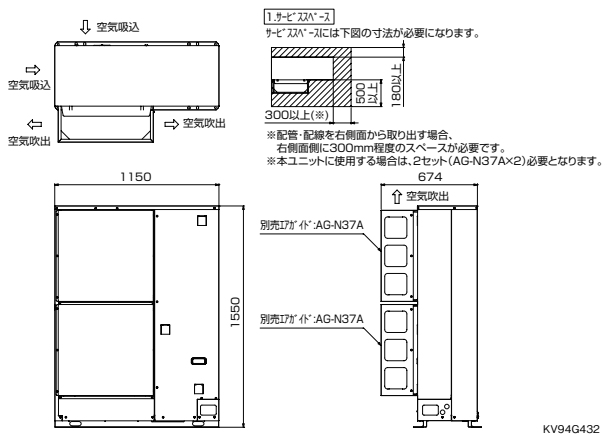 空気吸込
空気吸込
空気吹出
空気吹出
1.ｻｰﾋﾞｽｽﾍﾟｰｽ
ｻｰﾋﾞｽｽﾍﾟｰｽには下図の寸法が必要になります。
500以上
180以上
300以上(※)
※配管・配線を右側面から取り出す場合、
右側面側に300mm程度のスペースが必要です。
※本ユニットに使用する場合は、2セット(AG-N37A×2)必要となります。
1150
674
空気吹出
別売ｴｱｶﾞｲﾄﾞ:AG-N37A
1550
別売ｴｱｶﾞｲﾄﾞ:AG-N37A
KV94G432